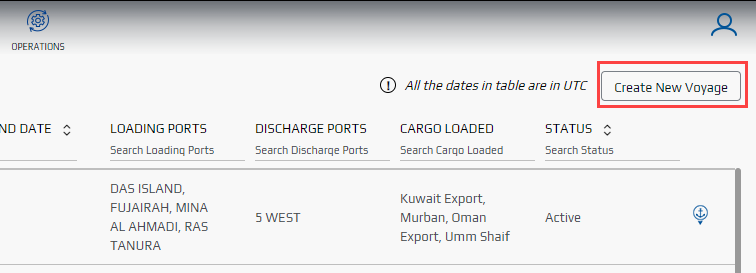 OPERATIONS
All the dates in table are in UTC
Create New Voyage
ND DATE
LOADING PORTS
DISCHARGE PORTS
CARGO LOADED
STATUS
Search Loading Ports
Search Discharge Ports
Search Cargo Loaded
Search Status
DAS ISLAND,
FUJAIRAH, MINA
AL AHMADI, RAS
TANURA
5 WEST
Kuwait Export,
Murban, Oman
Export, Umm Shaif
Active